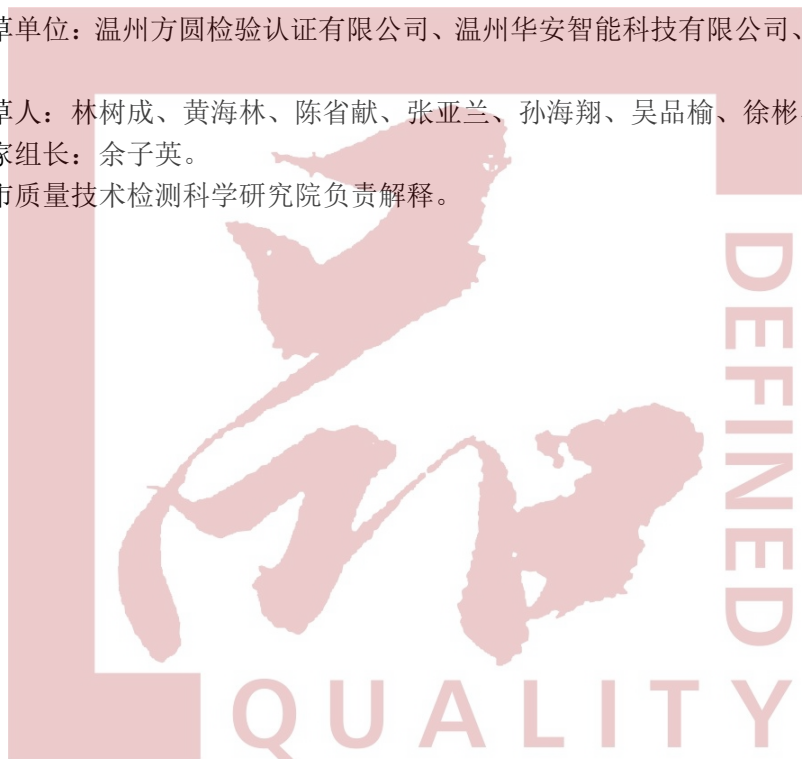 草单位：温州方圆检验认证有限公司、温州华安智能科技有限公司、
草人：林树成、黄海林、陈省献、张亚兰、孙海翔、吴品榆、徐彬
家组长：余子英。
市质量技术检测科学研究院负责解释。
品
DEFINED
QUALITY